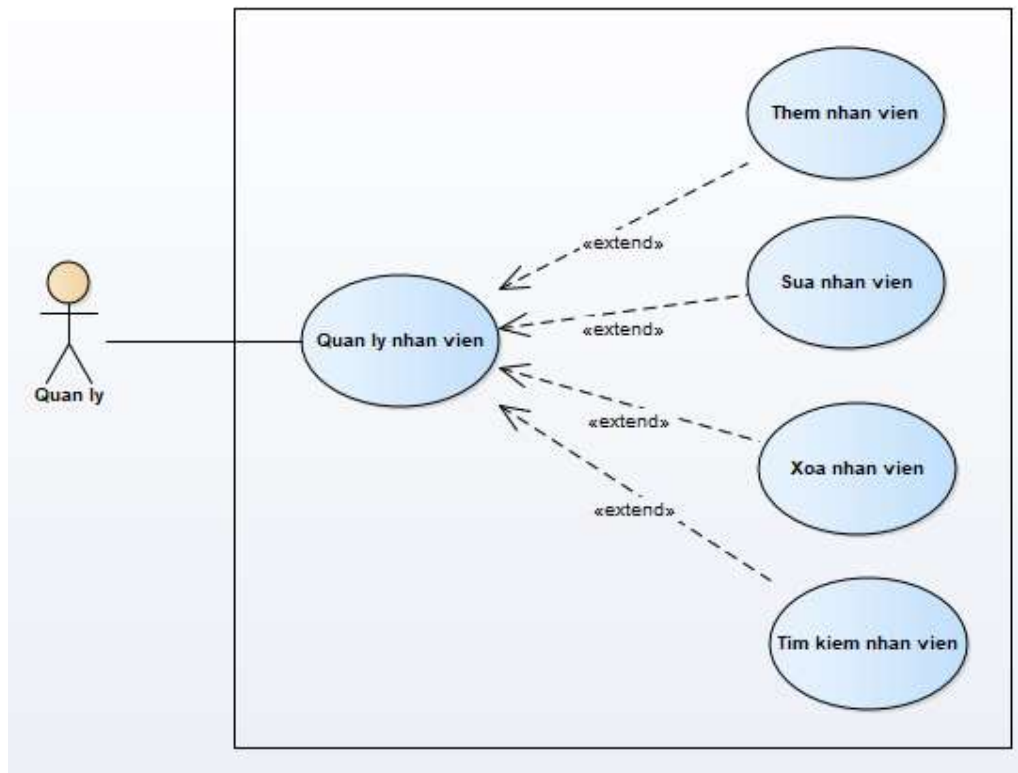 Them nhan vien
«extend»
Sua nhan vien
«extend»
Quan ly nhan vien
Quan ly
«extend»
Xoa nhan vien
«extend»
Tim kiem nhan vien